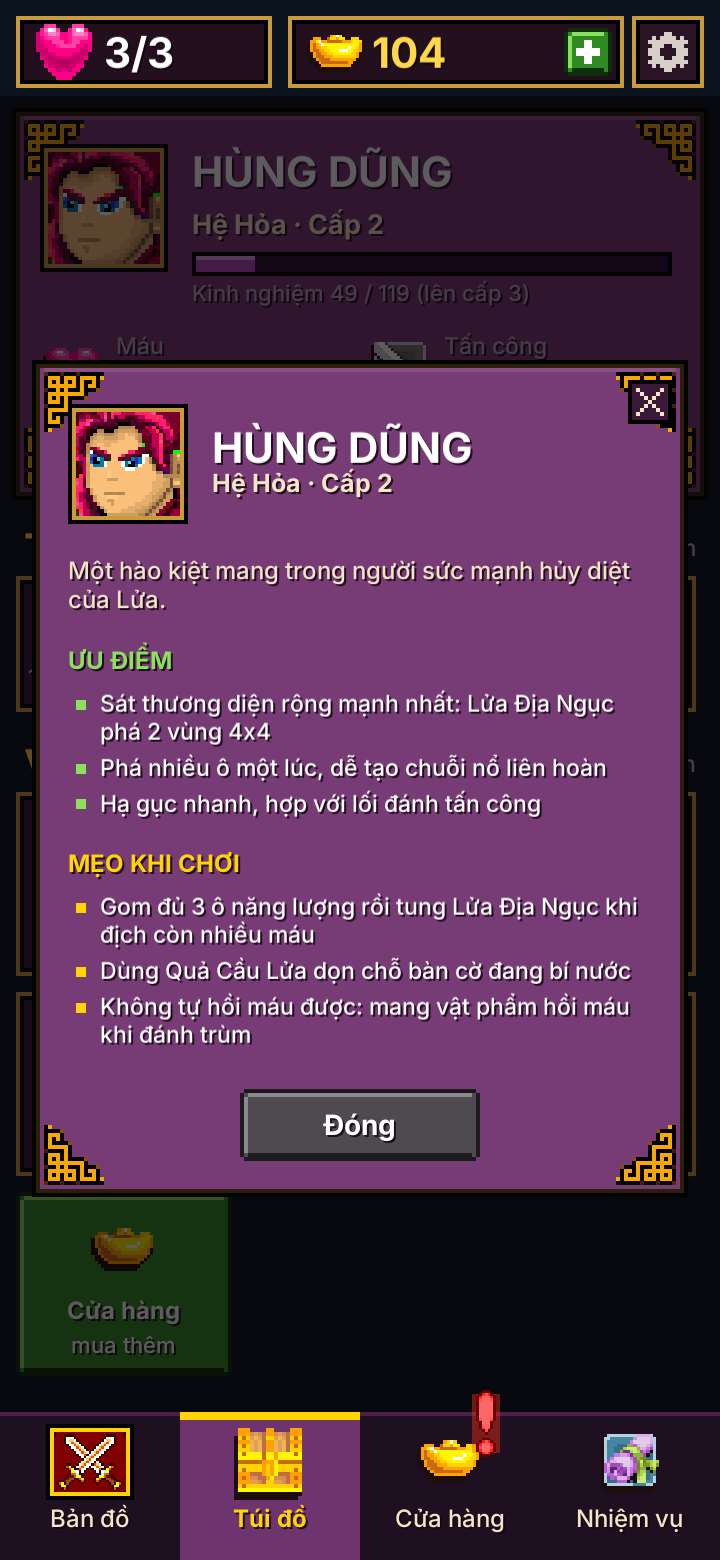 3/3
104
HÙNG DŨNG
Hệ Hỏa · Cấp 2
Kinh nghiệm 49 / 119 (lên cấp 3)
Máu
Tấn công
HÙNG DŨNG
Hệ Hỏa · Cấp 2
Một hào kiệt mang trong người sức mạnh hủy diệt
của Lửa.
ƯU ĐIỂM
Sát thương diện rộng mạnh nhất: Lửa Địa Ngục
phá 2 vùng 4x4
Phá nhiều ô một lúc, dễ tạo chuỗi nổ liên hoàn
Hạ gục nhanh, hợp với lối đánh tấn công
MẸO KHI CHƠI
Gom đủ 3 ô năng lượng rồi tung Lửa Địa Ngục khi
địch còn nhiều máu
Dùng Quả Cầu Lửa dọn chỗ bàn cờ đang bí nước
Không tự hồi máu được: mang vật phẩm hồi máu
khi đánh trùm
Đóng
Cửa hàng
mua thêm
Bản đồ
Túi đồ
Cửa hàng
Nhiệm vụ